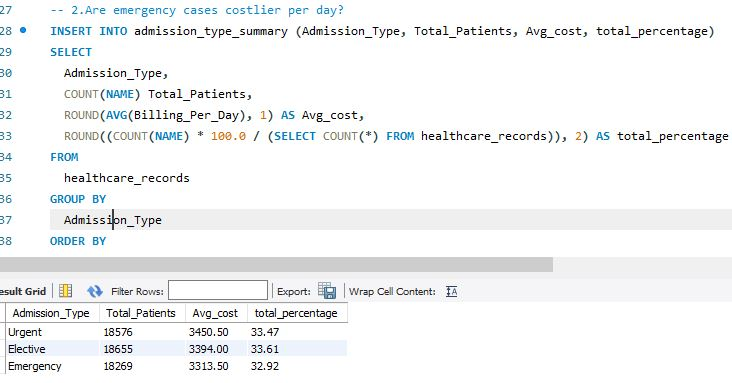 27 -- 2.Are emergency cases costlier per day?
28 INSERT INTO admission_type_summary (Admission_Type, Total_Patients, Avg_cost, total_percentage)
29 SELECT
30 Admission_Type,
31 COUNT(NAME) Total_Patients,
32 ROUND(AVG(Billing_Per_Day), 1) AS Avg_cost,
33 ROUND((COUNT(NAME) * 100.0 / (SELECT COUNT(*) FROM healthcare_records)), 2) AS total_percentage
34 FROM
35 healthcare_records
36 GROUP BY
37 Admission_Type
38 ORDER BY
esult Grid Filter Rows: Export: Wrap Cell Content: IA
Admission_Type Total_Patients Avg_cost total_percentage
Urgent 18576 3450.50 33.47
Elective 18655 3394.00 33.61
Emergency 18269 3313.50 32.92